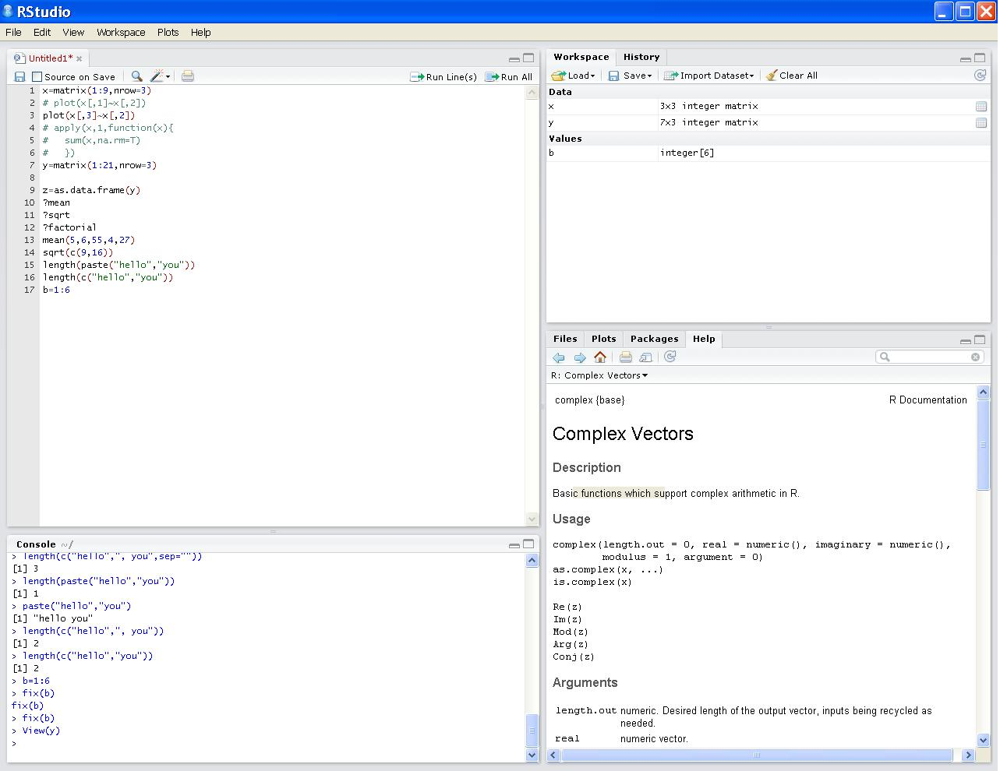 RStudio
File Edit View Workspace Plots Help
Untitled1*
Source on Save Run Line(s) Run All
1 x=matrix(1:9,nrow=3)
2 # plot(x[,1]~x[,2])
3 plot(x[,3]~x[,2])
4 # apply(x,1,function(x){
5 #   sum(x,na.rm=T)
6 #   })
7 y=matrix(1:21,nrow=3)
8
9 z=as.data.frame(y)
10 ?mean
11 ?sqrt
12 ?factorial
13 mean(5,6,55,4,27)
14 sqrt(c(9,16))
15 length(paste("hello","you"))
16 length(c("hello","you"))
17 b=1:6
Console ~/
> length(c("hello",", you",sep=""))
[1] 3
> length(paste("hello","you"))
[1] 1
> paste("hello","you")
[1] "hello you"
> length(c("hello",", you"))
[1] 2
> length(c("hello","you"))
[1] 2
> b=1:6
> fix(b)
fix(b)
> fix(b)
> View(y)
>
Workspace History
Load Save Import Dataset Clear All
Data
x 3x3 integer matrix
y 7x3 integer matrix
Values
b integer[6]
Files Plots Packages Help
R: Complex Vectors
complex {base} R Documentation
Complex Vectors
Description
Basic functions which support complex arithmetic in R.
Usage
complex(length.out = 0, real = numeric(), imaginary = numeric(),
        modulus = 1, argument = 0)
as.complex(x, ...)
is.complex(x)
Re(z)
Im(z)
Mod(z)
Arg(z)
Conj(z)
Arguments
length.out numeric. Desired length of the output vector, inputs being recycled as
needed.
real numeric vector.